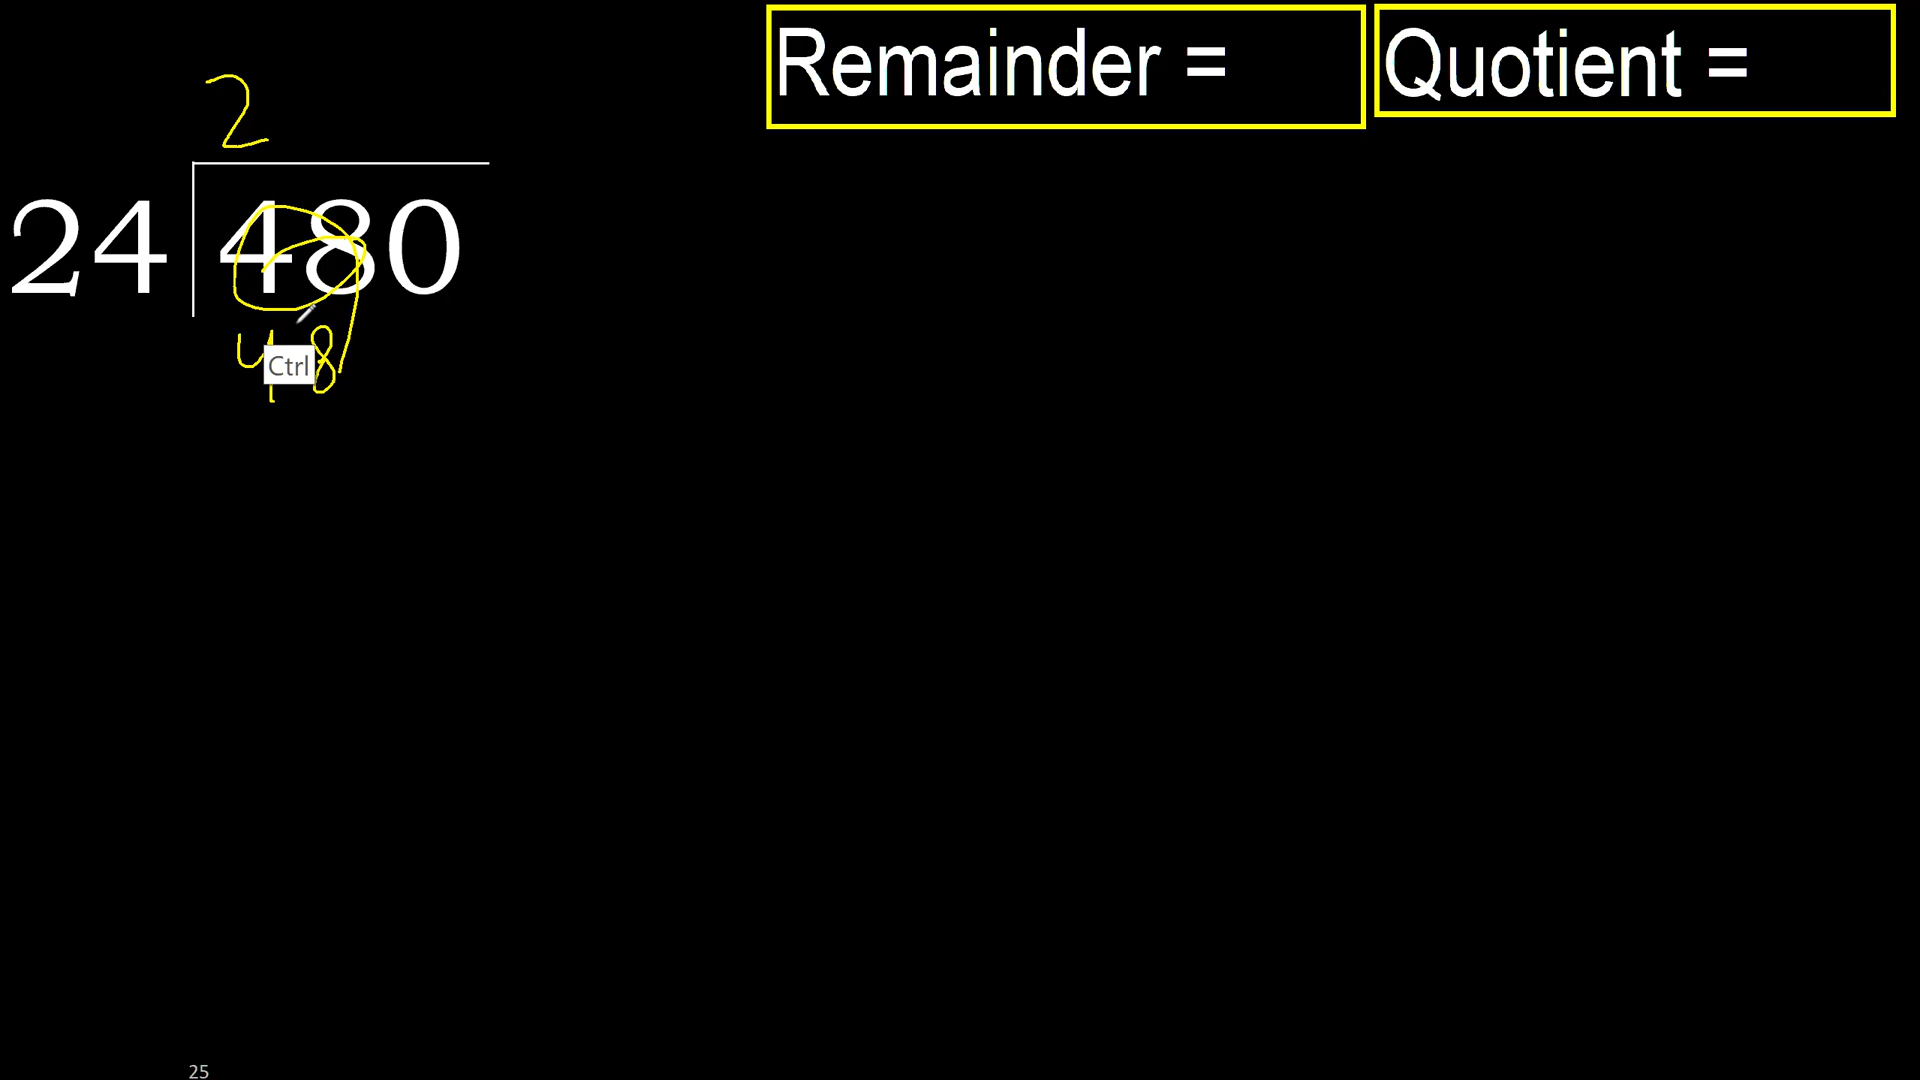 Remainder =
Quotient =
2
24 480
48
Ctrl
25